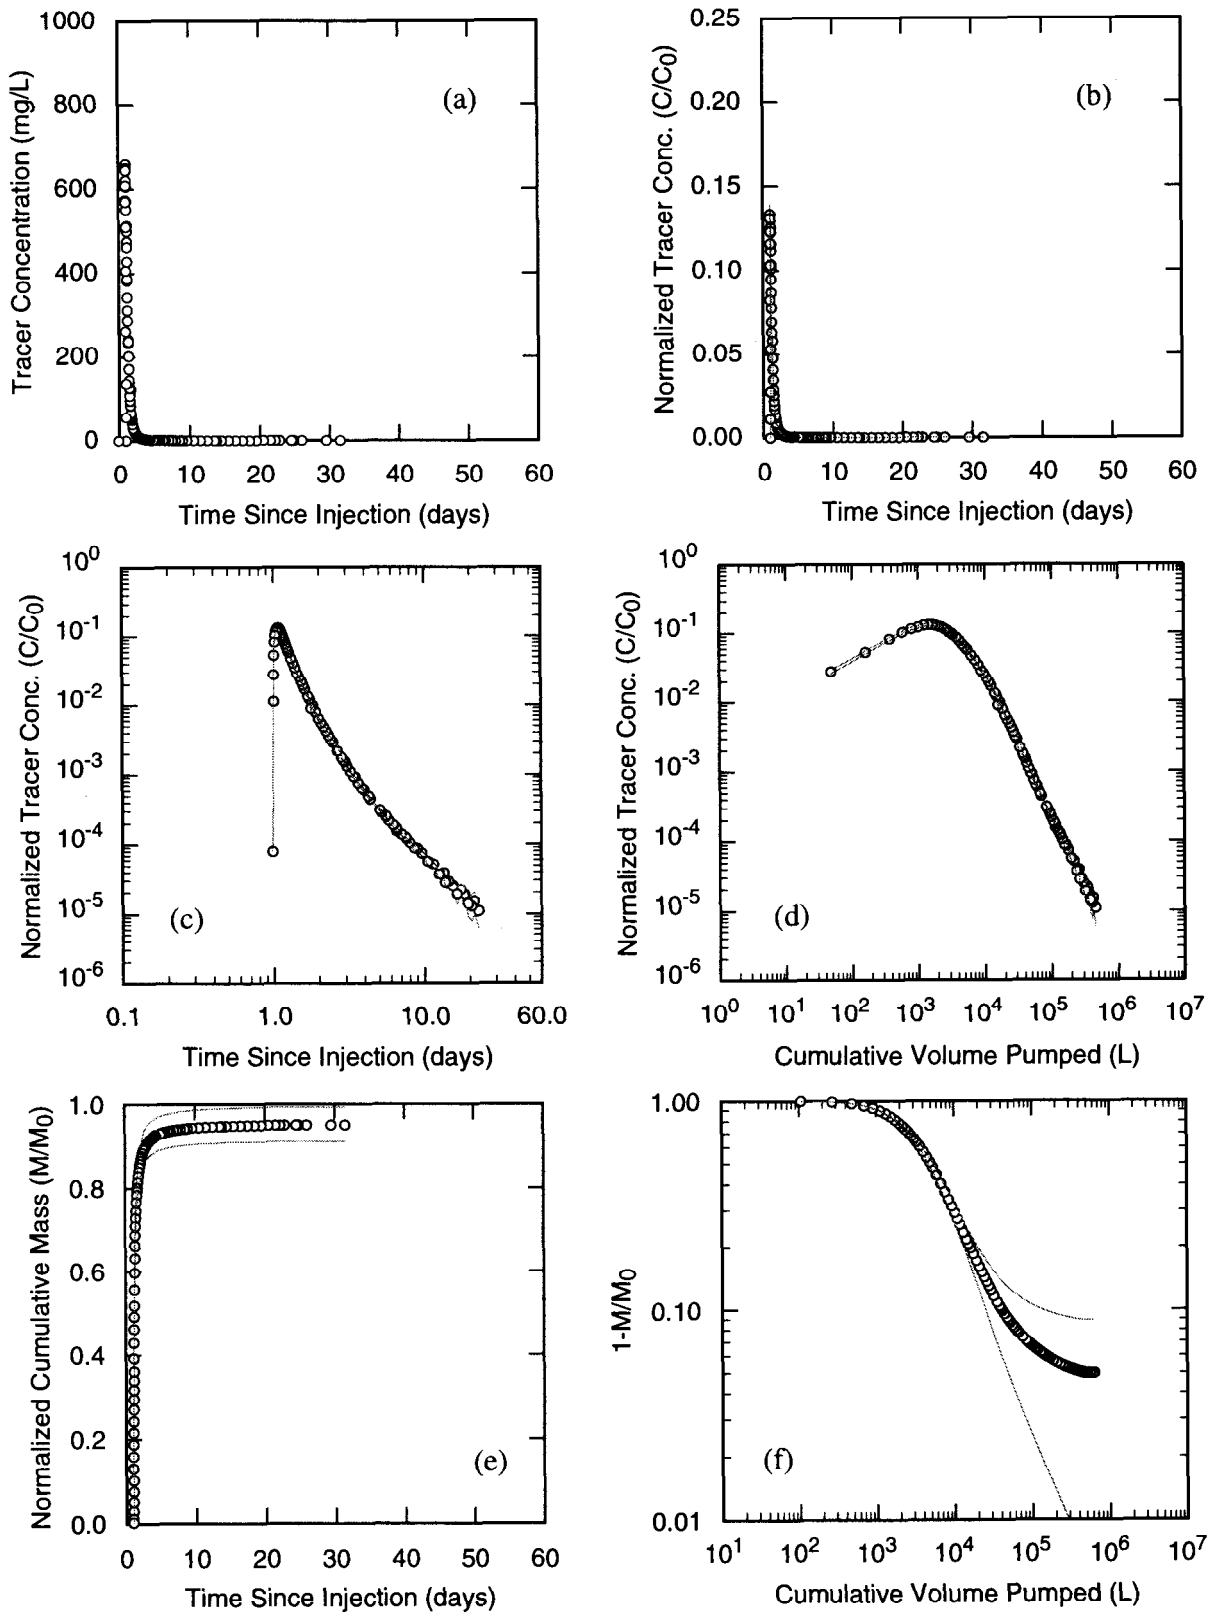 1000
800
600
400
200
0
Tracer Concentration (mg/L)
(a)
0 10 20 30 40 50 60
Time Since Injection (days)
0.25
0.20
0.15
0.10
0.05
0.00
Normalized Tracer Conc. (C/C0)
(b)
0 10 20 30 40 50 60
Time Since Injection (days)
10^0
10^-1
10^-2
10^-3
10^-4
10^-5
10^-6
Normalized Tracer Conc. (C/C0)
(c)
0.1 1.0 10.0 60.0
Time Since Injection (days)
10^0
10^-1
10^-2
10^-3
10^-4
10^-5
10^-6
Normalized Tracer Conc. (C/C0)
(d)
10^0 10^1 10^2 10^3 10^4 10^5 10^6 10^7
Cumulative Volume Pumped (L)
1.0
0.8
0.6
0.4
0.2
0.0
Normalized Cumulative Mass (M/M0)
(e)
0 10 20 30 40 50 60
Time Since Injection (days)
1.00
0.10
0.01
1-M/M0
(f)
10^1 10^2 10^3 10^4 10^5 10^6 10^7
Cumulative Volume Pumped (L)